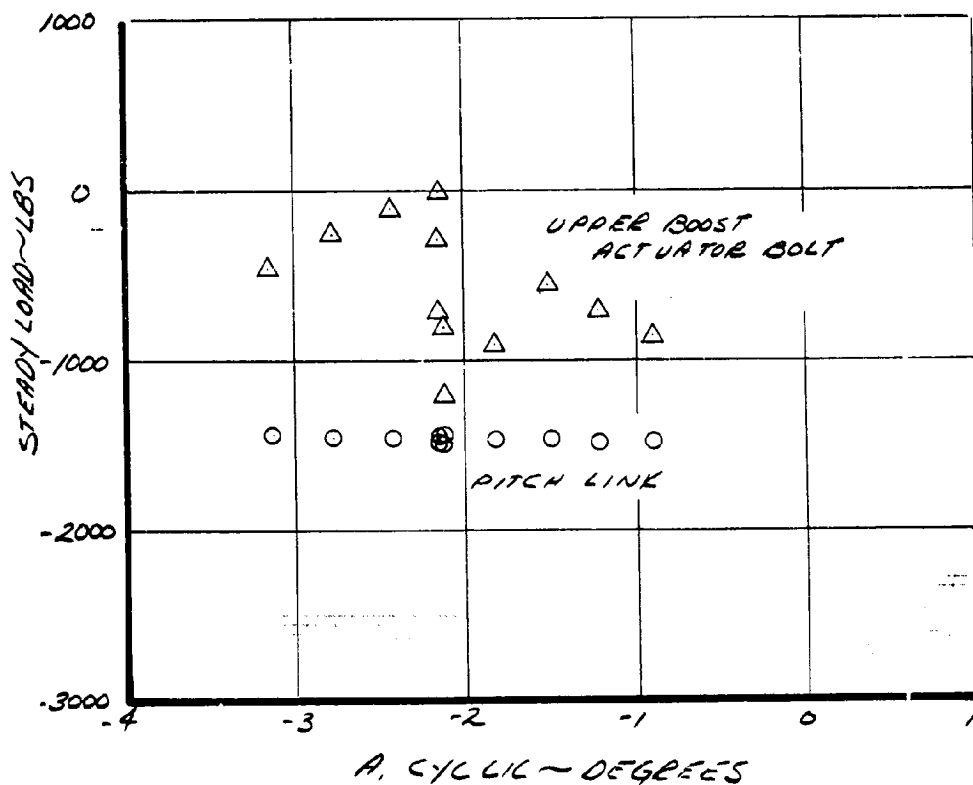 1000
0
-1000
-2000
-3000
STEADY LOAD~LBS
UPPER BOOST
ACTUATOR BOLT
PITCH LINK
-4 -3 -2 -1 0 1
A, CYCLIC ~ DEGREES